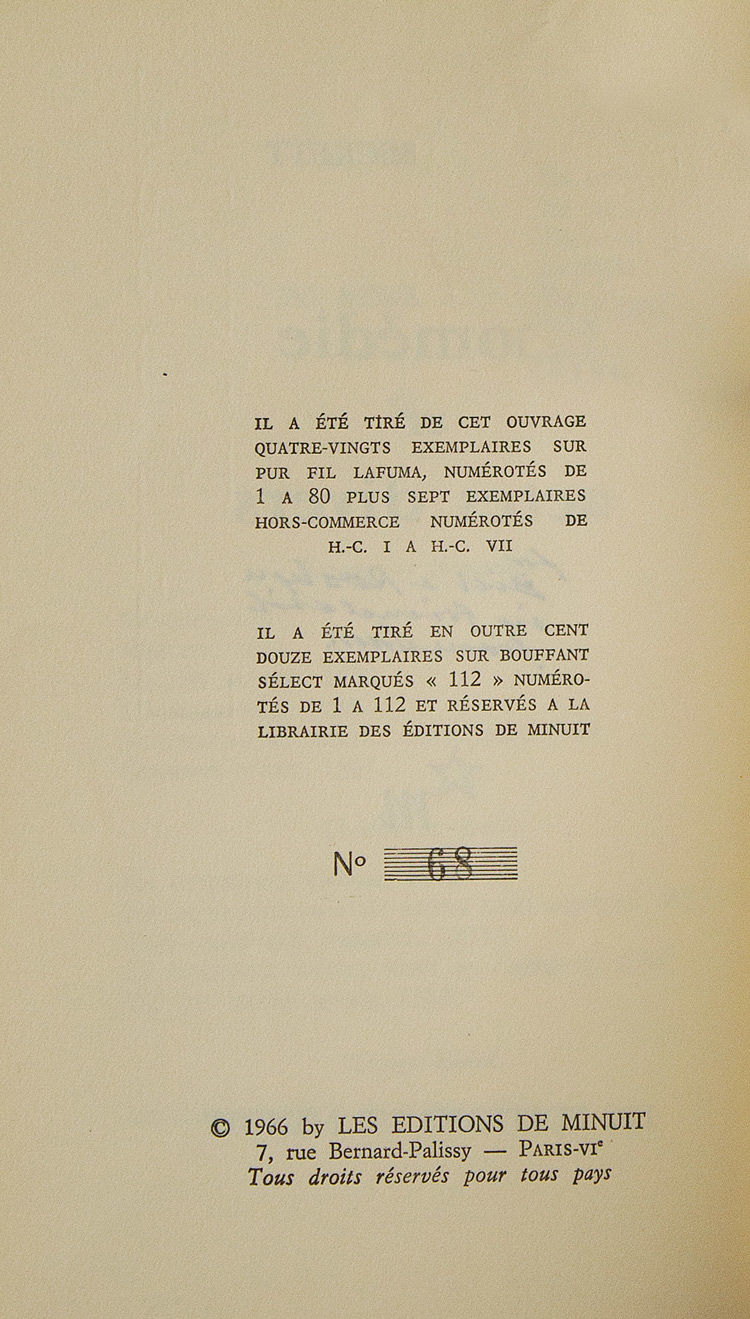 IL A ÉTÉ TIRÉ DE CET OUVRAGE
QUATRE-VINGTS EXEMPLAIRES SUR
PUR FIL LAFUMA, NUMÉROTÉS DE
1 A 80 PLUS SEPT EXEMPLAIRES
HORS-COMMERCE NUMÉROTÉS DE
H.-C. I A H.-C. VII
IL A ÉTÉ TIRÉ EN OUTRE CENT
DOUZE EXEMPLAIRES SUR BOUFFANT
SÉLECT MARQUÉS « 112 » NUMÉRO-
TÉS DE 1 A 112 ET RÉSERVÉS A LA
LIBRAIRIE DES ÉDITIONS DE MINUIT
Nº 68
© 1966 by LES EDITIONS DE MINUIT
7, rue Bernard-Palissy — PARIS-VIᵉ
Tous droits réservés pour tous pays